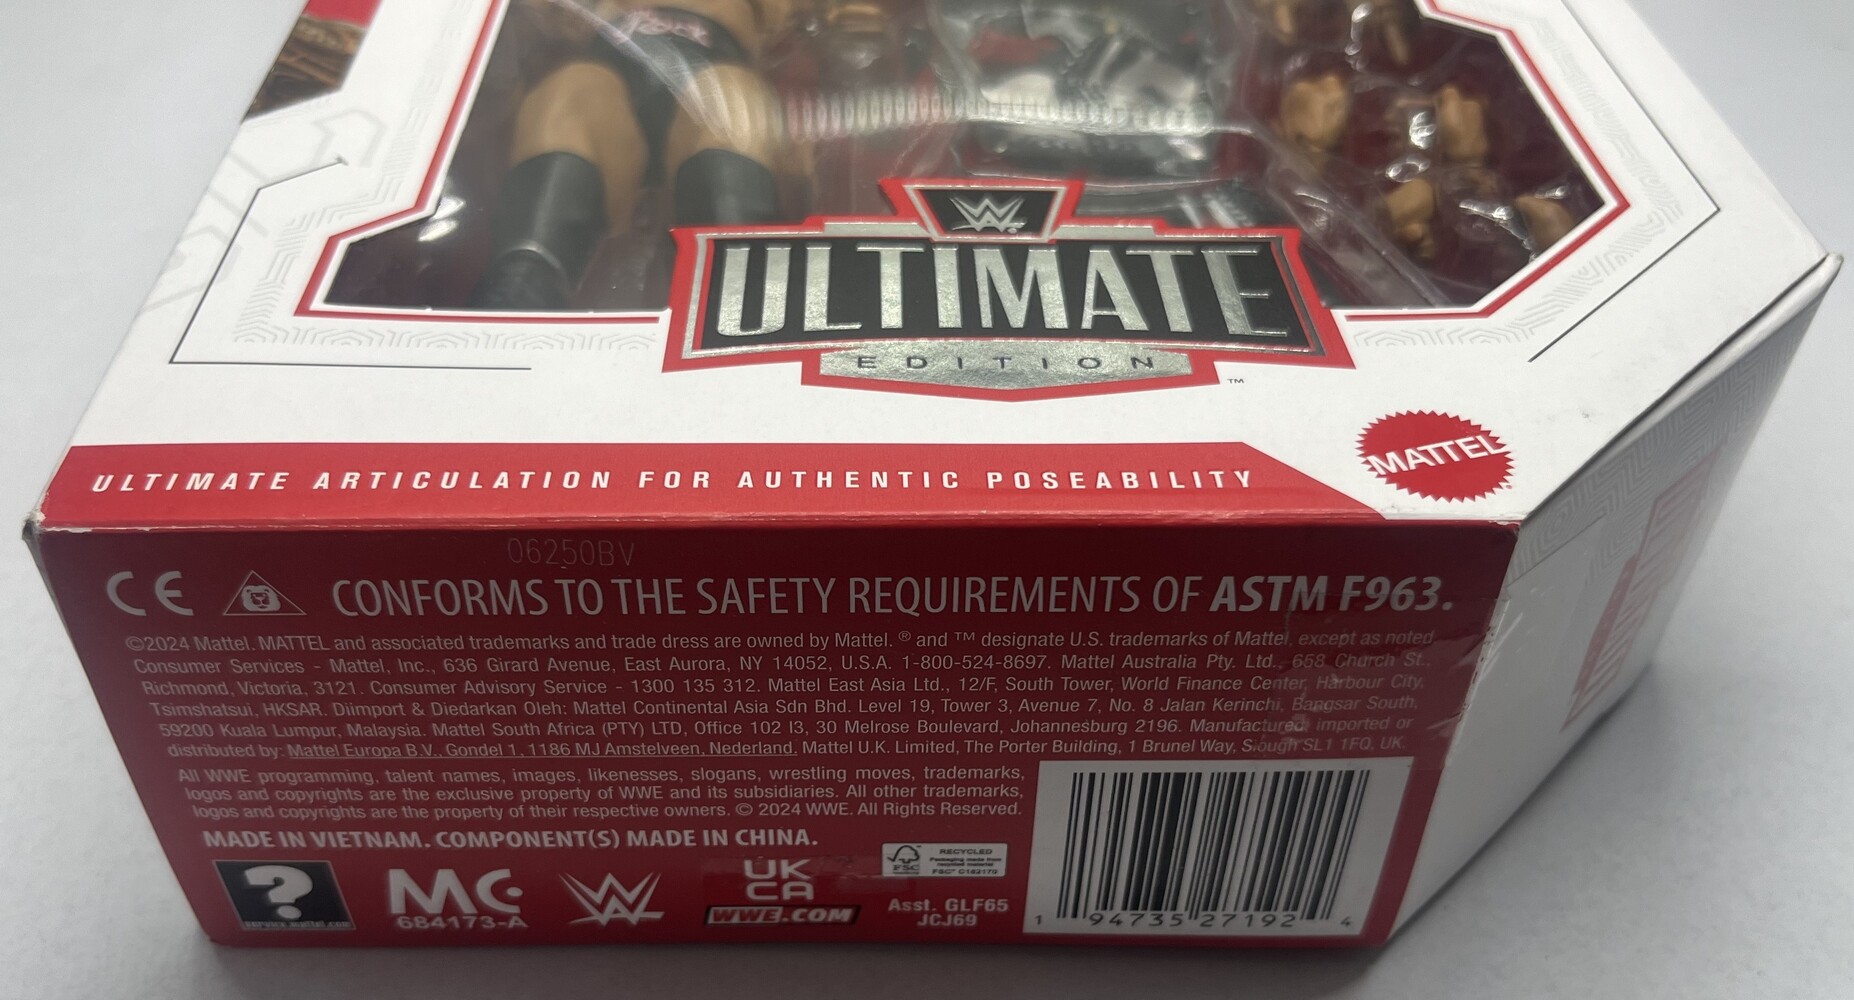 Rock
W
ULTIMATE
EDITION
™
MATTEL
ULTIMATE ARTICULATION FOR AUTHENTIC POSEABILITY
06250BV
CE CONFORMS TO THE SAFETY REQUIREMENTS OF ASTM F963.
©2024 Mattel. MATTEL and associated trademarks and trade dress are owned by Mattel. ® and ™ designate U.S. trademarks of Mattel, except as noted.
Consumer Services - Mattel, Inc., 636 Girard Avenue, East Aurora, NY 14052, U.S.A. 1-800-524-8697. Mattel Australia Pty. Ltd., 658 Church St.,
Richmond, Victoria, 3121. Consumer Advisory Service - 1300 135 312. Mattel East Asia Ltd., 12/F, South Tower, World Finance Center, Harbour City,
Tsimshatsui, HKSAR. Diimport & Diedarkan Oleh: Mattel Continental Asia Sdn Bhd. Level 19, Tower 3, Avenue 7, No. 8 Jalan Kerinchi, Bangsar South,
59200 Kuala Lumpur, Malaysia. Mattel South Africa (PTY) LTD, Office 102 I3, 30 Melrose Boulevard, Johannesburg 2196. Manufactured, imported or
distributed by: Mattel Europa B.V., Gondel 1, 1186 MJ Amstelveen, Nederland. Mattel U.K. Limited, The Porter Building, 1 Brunel Way, Slough SL1 1FQ, UK.
All WWE programming, talent names, images, likenesses, slogans, wrestling moves, trademarks,
logos and copyrights are the exclusive property of WWE and its subsidiaries. All other trademarks,
logos and copyrights are the property of their respective owners. © 2024 WWE. All Rights Reserved.
MADE IN VIETNAM. COMPONENT(S) MADE IN CHINA.
?
service.mattel.com
MC
684173-A
W
UK
CA
WWE.COM
FSC
RECYCLED
Packaging made from
recycled material
FSC® C162170
Asst. GLF65
JCJ69
1 94735 27192 4